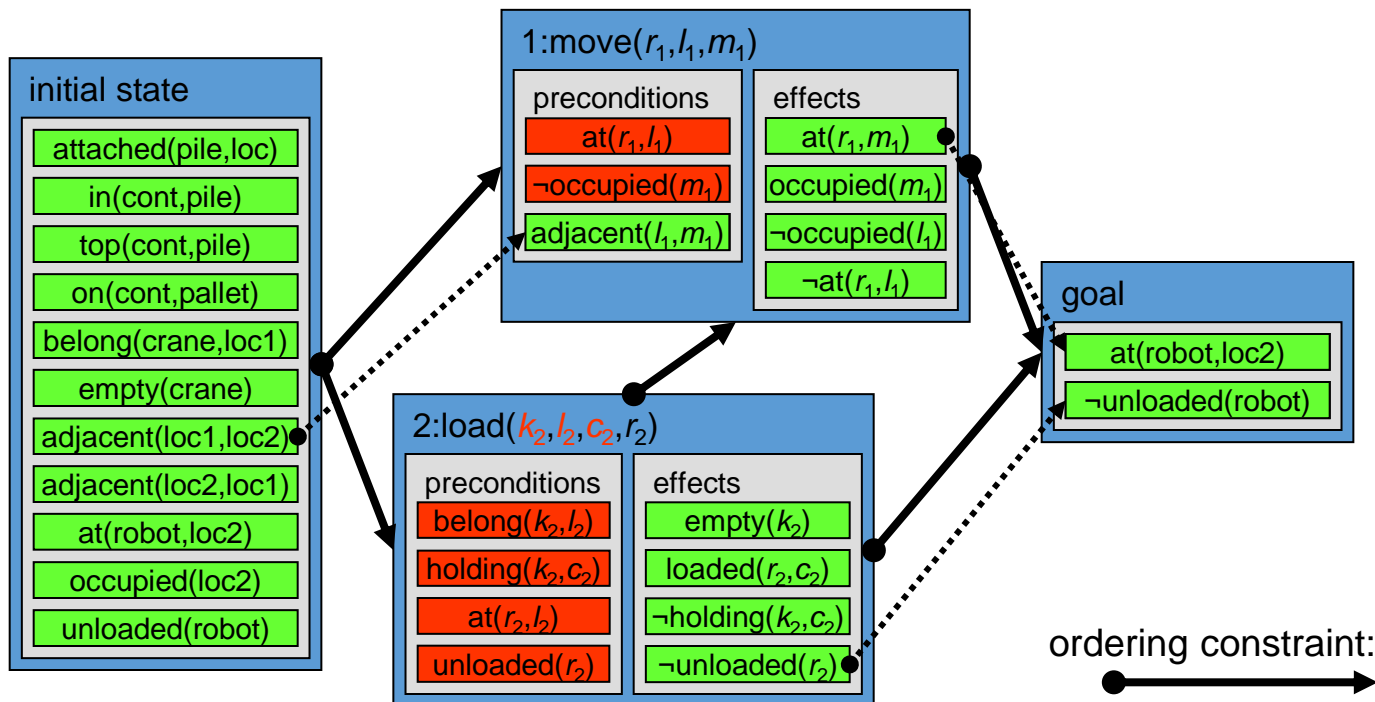 initial state
attached(pile,loc)
in(cont,pile)
top(cont,pile)
on(cont,pallet)
belong(crane,loc1)
empty(crane)
adjacent(loc1,loc2)
adjacent(loc2,loc1)
at(robot,loc2)
occupied(loc2)
unloaded(robot)
1:move(r₁,l₁,m₁)
preconditions
at(r₁,l₁)
¬occupied(m₁)
adjacent(l₁,m₁)
effects
at(r₁,m₁)
occupied(m₁)
¬occupied(l₁)
¬at(r₁,l₁)
2:load(k₂,l₂,c₂,r₂)
preconditions
belong(k₂,l₂)
holding(k₂,c₂)
at(r₂,l₂)
unloaded(r₂)
effects
empty(k₂)
loaded(r₂,c₂)
¬holding(k₂,c₂)
¬unloaded(r₂)
goal
at(robot,loc2)
¬unloaded(robot)
ordering constraint: